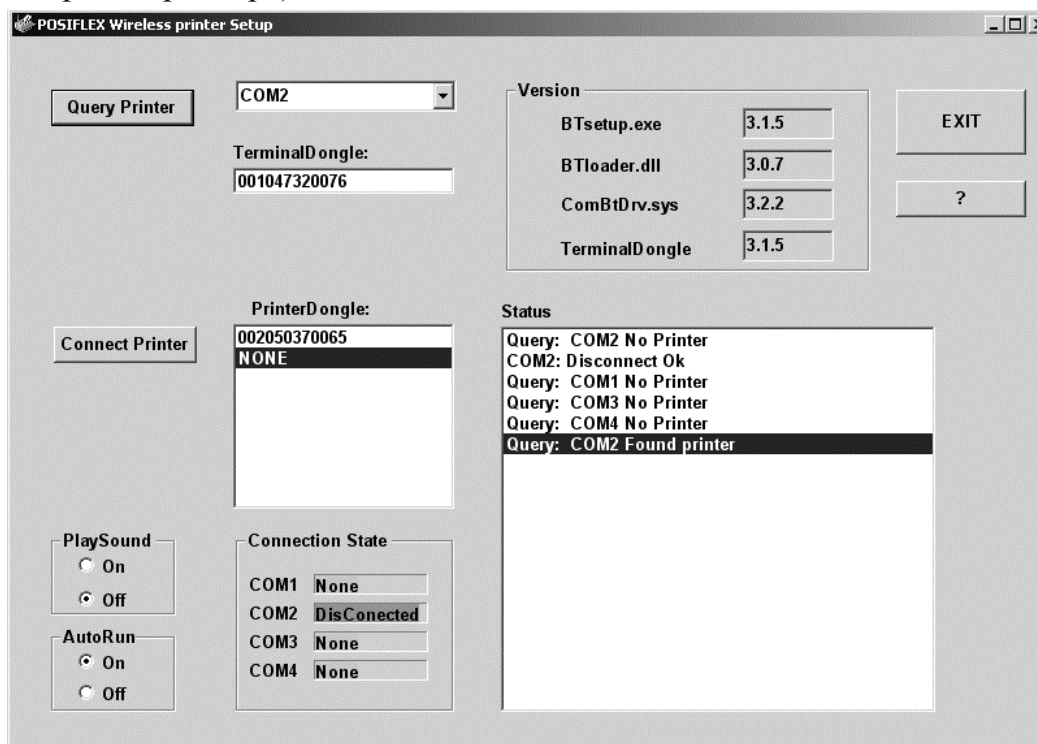 POSIFLEX Wireless printer Setup
Query Printer
COM2
TerminalDongle:
001047320076
Version
BTsetup.exe 3.1.5
BTloader.dll 3.0.7
ComBtDrv.sys 3.2.2
TerminalDongle 3.1.5
EXIT
?
Connect Printer
PrinterDongle:
002050370065
NONE
Status
Query: COM2 No Printer
COM2: Disconnect Ok
Query: COM1 No Printer
Query: COM3 No Printer
Query: COM4 No Printer
Query: COM2 Found printer
PlaySound
On
Off
AutoRun
On
Off
Connection State
COM1 None
COM2 DisConected
COM3 None
COM4 None